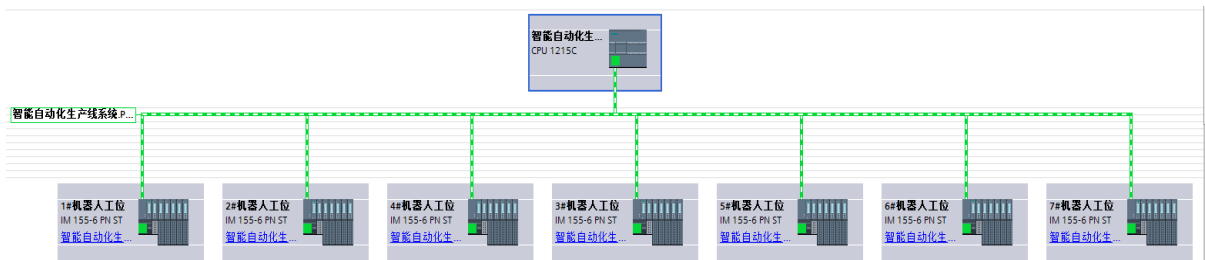 智能自动化生...
CPU 1215C
智能自动化生产线系统.P...
1#机器人工位
IM 155-6 PN ST
智能自动化生...
2#机器人工位
IM 155-6 PN ST
智能自动化生...
4#机器人工位
IM 155-6 PN ST
智能自动化生...
3#机器人工位
IM 155-6 PN ST
智能自动化生...
5#机器人工位
IM 155-6 PN ST
智能自动化生...
6#机器人工位
IM 155-6 PN ST
智能自动化生...
7#机器人工位
IM 155-6 PN ST
智能自动化生...